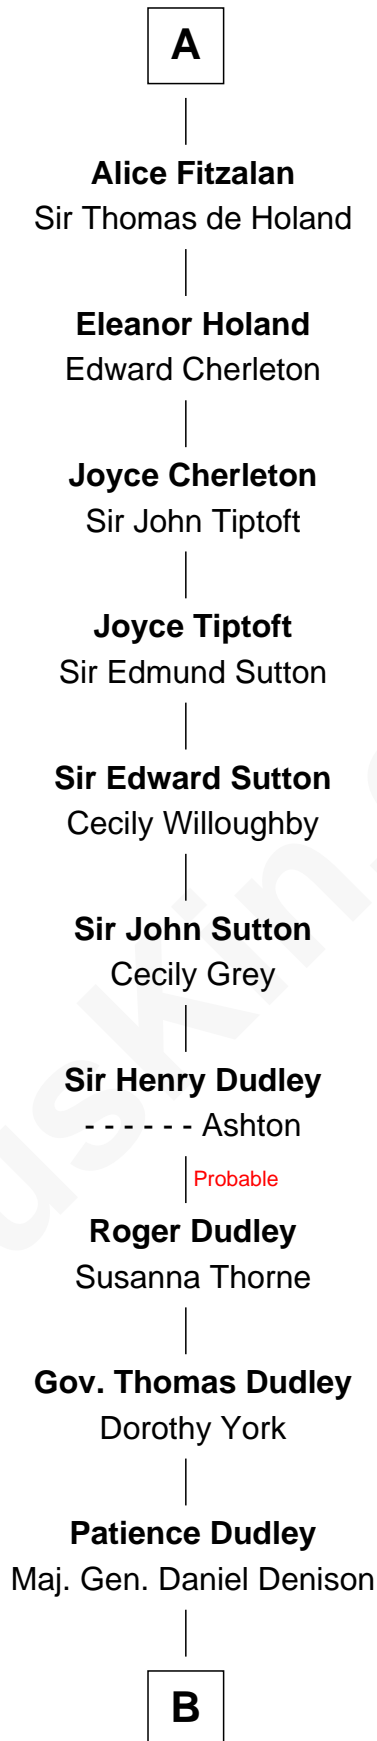 A
Alice Fitzalan
Sir Thomas de Holand
Eleanor Holand
Edward Cherleton
Joyce Cherleton
Sir John Tiptoft
Joyce Tiptoft
Sir Edmund Sutton
Sir Edward Sutton
Cecily Willoughby
Sir John Sutton
Cecily Grey
Sir Henry Dudley
- - - - - - Ashton
Probable
Roger Dudley
Susanna Thorne
Gov. Thomas Dudley
Dorothy York
Patience Dudley
Maj. Gen. Daniel Denison
B